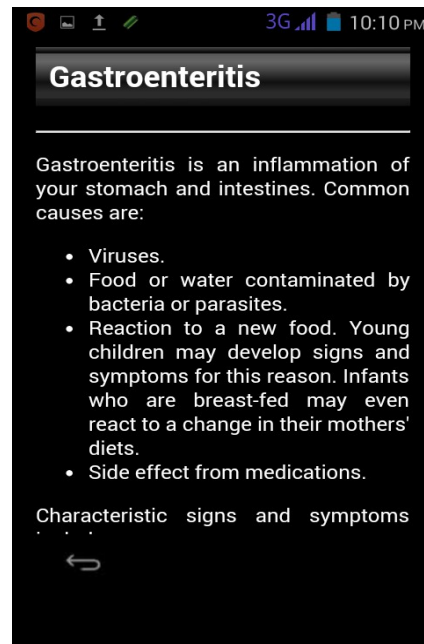 3G 10:10 PM
Gastroenteritis
Gastroenteritis is an inflammation of
your stomach and intestines. Common
causes are:
• Viruses.
• Food or water contaminated by
bacteria or parasites.
• Reaction to a new food. Young
children may develop signs and
symptoms for this reason. Infants
who are breast-fed may even
react to a change in their mothers'
diets.
• Side effect from medications.
Characteristic signs and symptoms